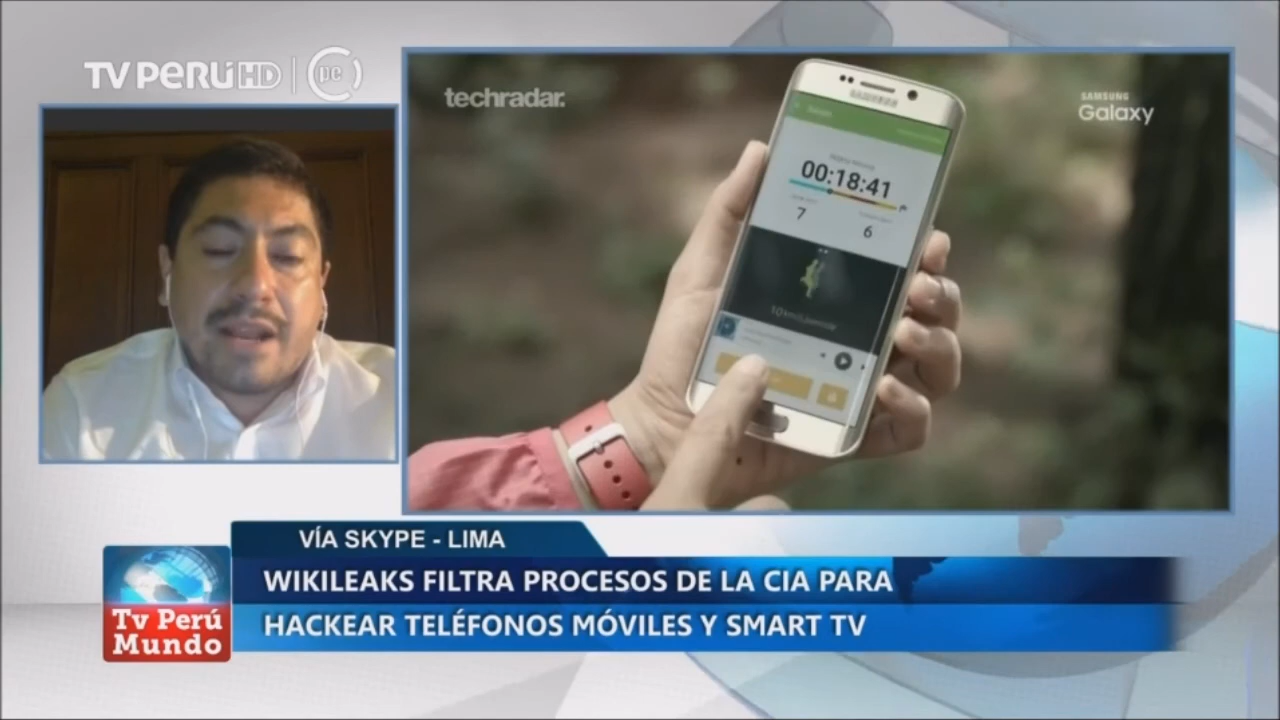 TV PERÚ HD | pc
techradar.
SAMSUNG
Galaxy
SAMSUNG
00:18:41
7
6
VÍA SKYPE - LIMA
WIKILEAKS FILTRA PROCESOS DE LA CIA PARA
HACKEAR TELÉFONOS MÓVILES Y SMART TV
Tv Perú
Mundo